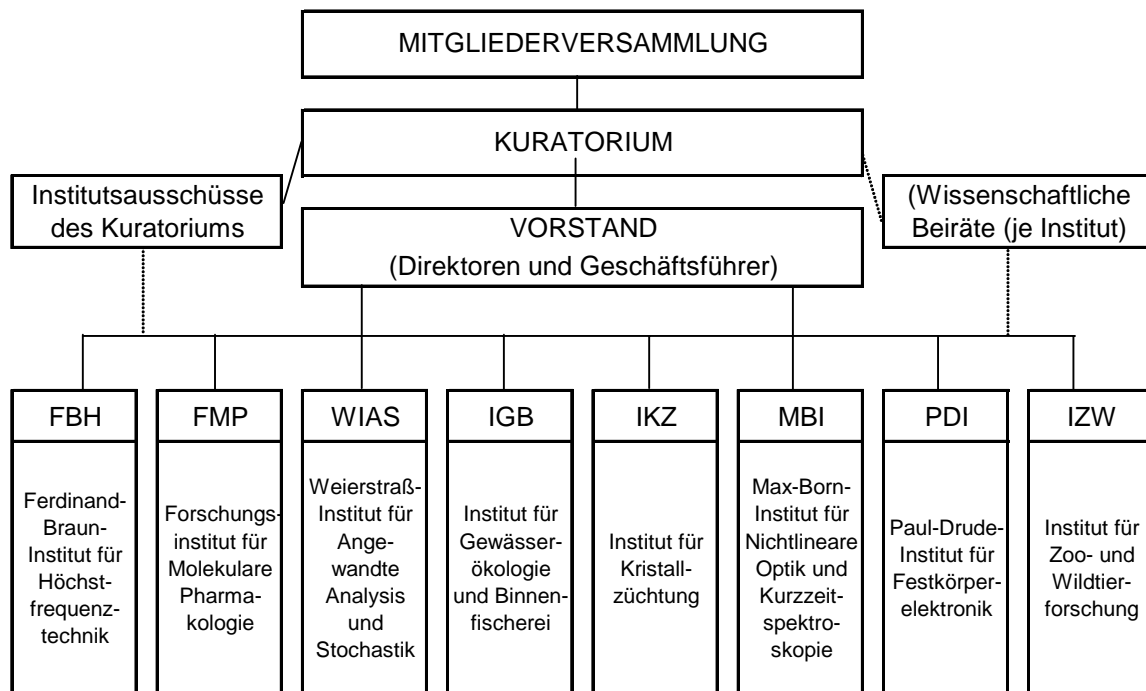 MITGLIEDERVERSAMMLUNG
KURATORIUM
Institutsausschüsse
des Kuratoriums
(Wissenschaftliche
Beiräte (je Institut)
VORSTAND
(Direktoren und Geschäftsführer)
FBH
FMP
WIAS
IGB
IKZ
MBI
PDI
IZW
Ferdinand-
Braun-
Institut für
Höchst-
frequenz-
technik
Forschungs-
institut für
Molekulare
Pharma-
kologie
Weierstraß-
Institut für
Ange-
wandte
Analysis
und
Stochastik
Institut für
Gewässer-
ökologie
und Binnen-
fischerei
Institut für
Kristall-
züchtung
Max-Born-
Institut für
Nichtlineare
Optik und
Kurzzeit-
spektro-
skopie
Paul-Drude-
Institut für
Festkörper-
elektronik
Institut für
Zoo- und
Wildtier-
forschung